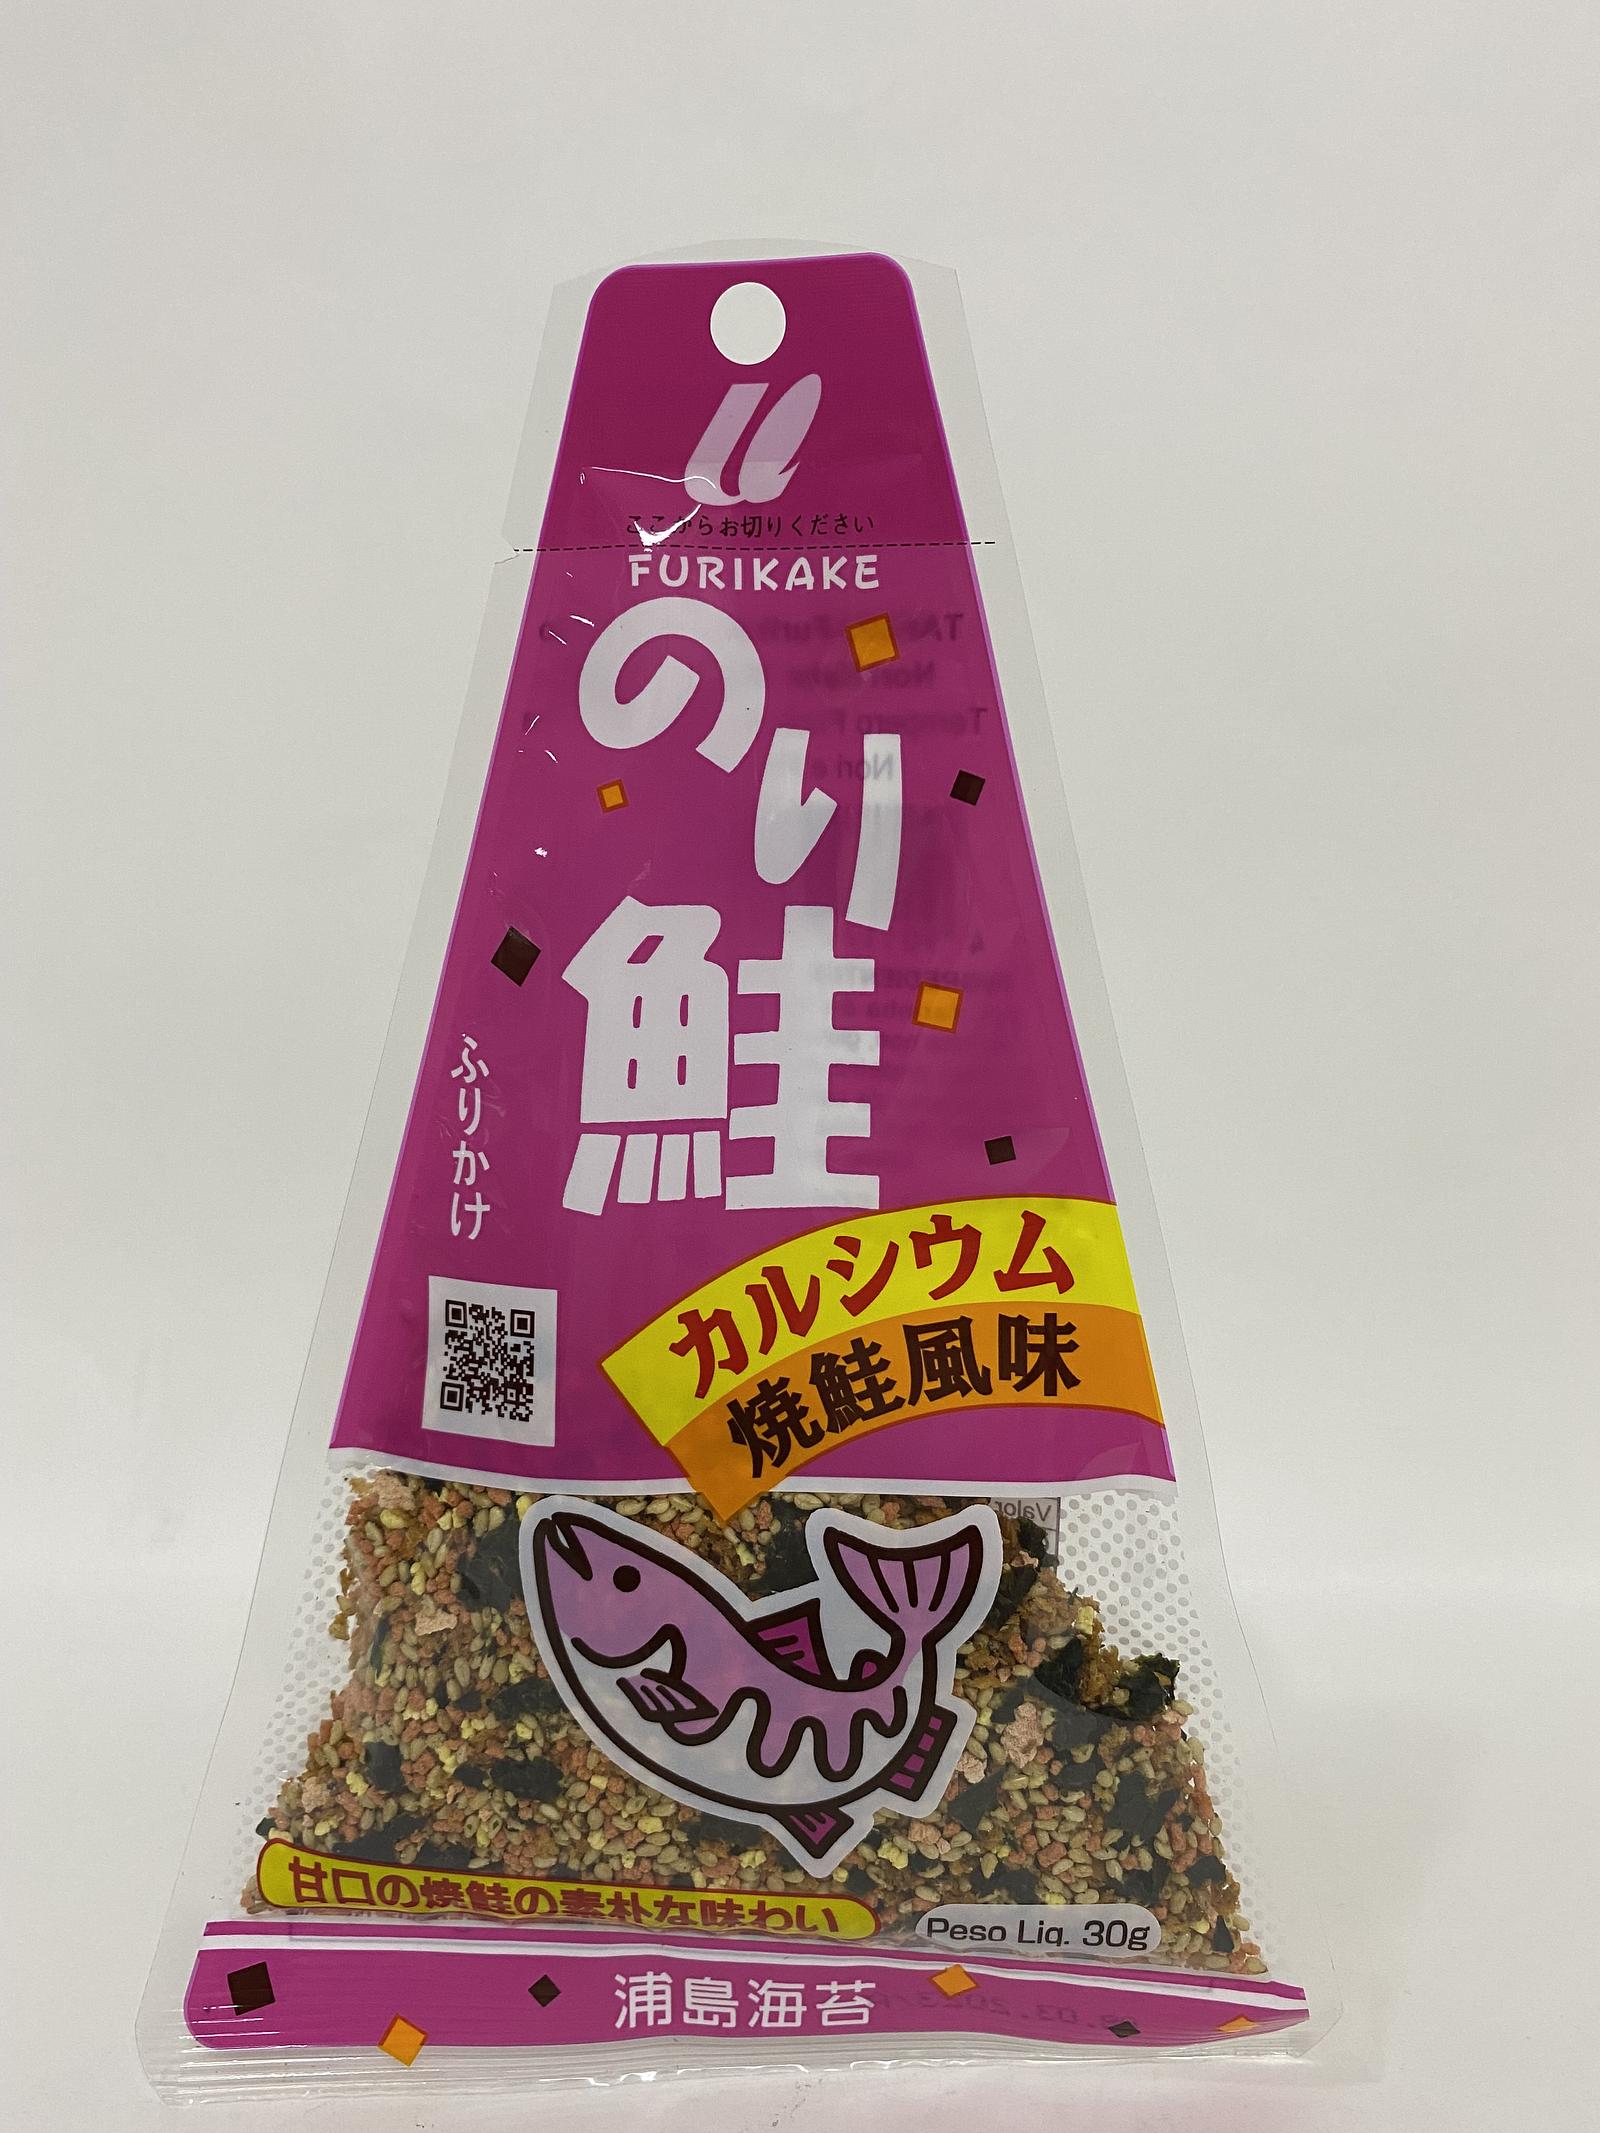 ここからお切りください
FURIKAKE
のり
鮭
ふりかけ
カルシウム
焼鮭風味
甘口の焼鮭の素朴な味わい
Peso Liq. 30g
浦島海苔